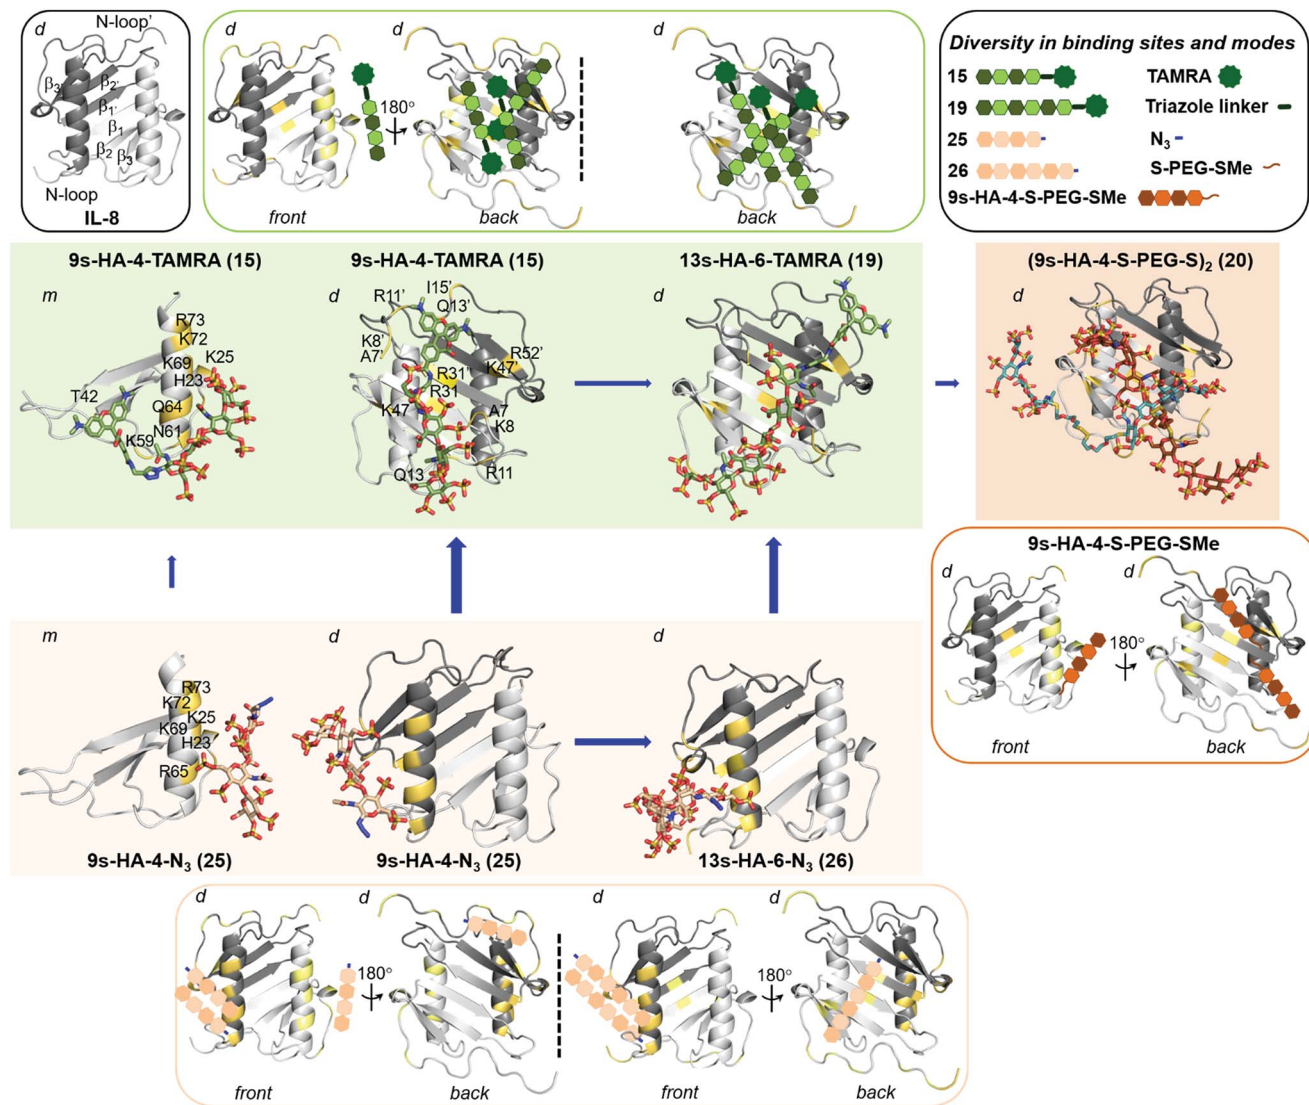 d
N-loop'
β3'
β2'
β1'
β1
β2
β3
N-loop
IL-8
d
front
180°
d
back
d
back
Diversity in binding sites and modes
15
TAMRA
19
Triazole linker
25
N3
26
S-PEG-SMe
9s-HA-4-S-PEG-SMe
9s-HA-4-TAMRA (15)
m
R73
K72
K25
K69
H23
T42
Q64
K59
N61
9s-HA-4-TAMRA (15)
d
I15'
R11'
Q13'
K8'
A7'
R52'
K47'
R31'
R31
K47
A7
K8
Q13
R11
13s-HA-6-TAMRA (19)
d
(9s-HA-4-S-PEG-S)2 (20)
d
9s-HA-4-S-PEG-SMe
d
d
180°
front
back
m
R73
K72
K25
K69
H23
R65
9s-HA-4-N3 (25)
d
9s-HA-4-N3 (25)
d
13s-HA-6-N3 (26)
d
d
180°
front
back
d
d
180°
front
back